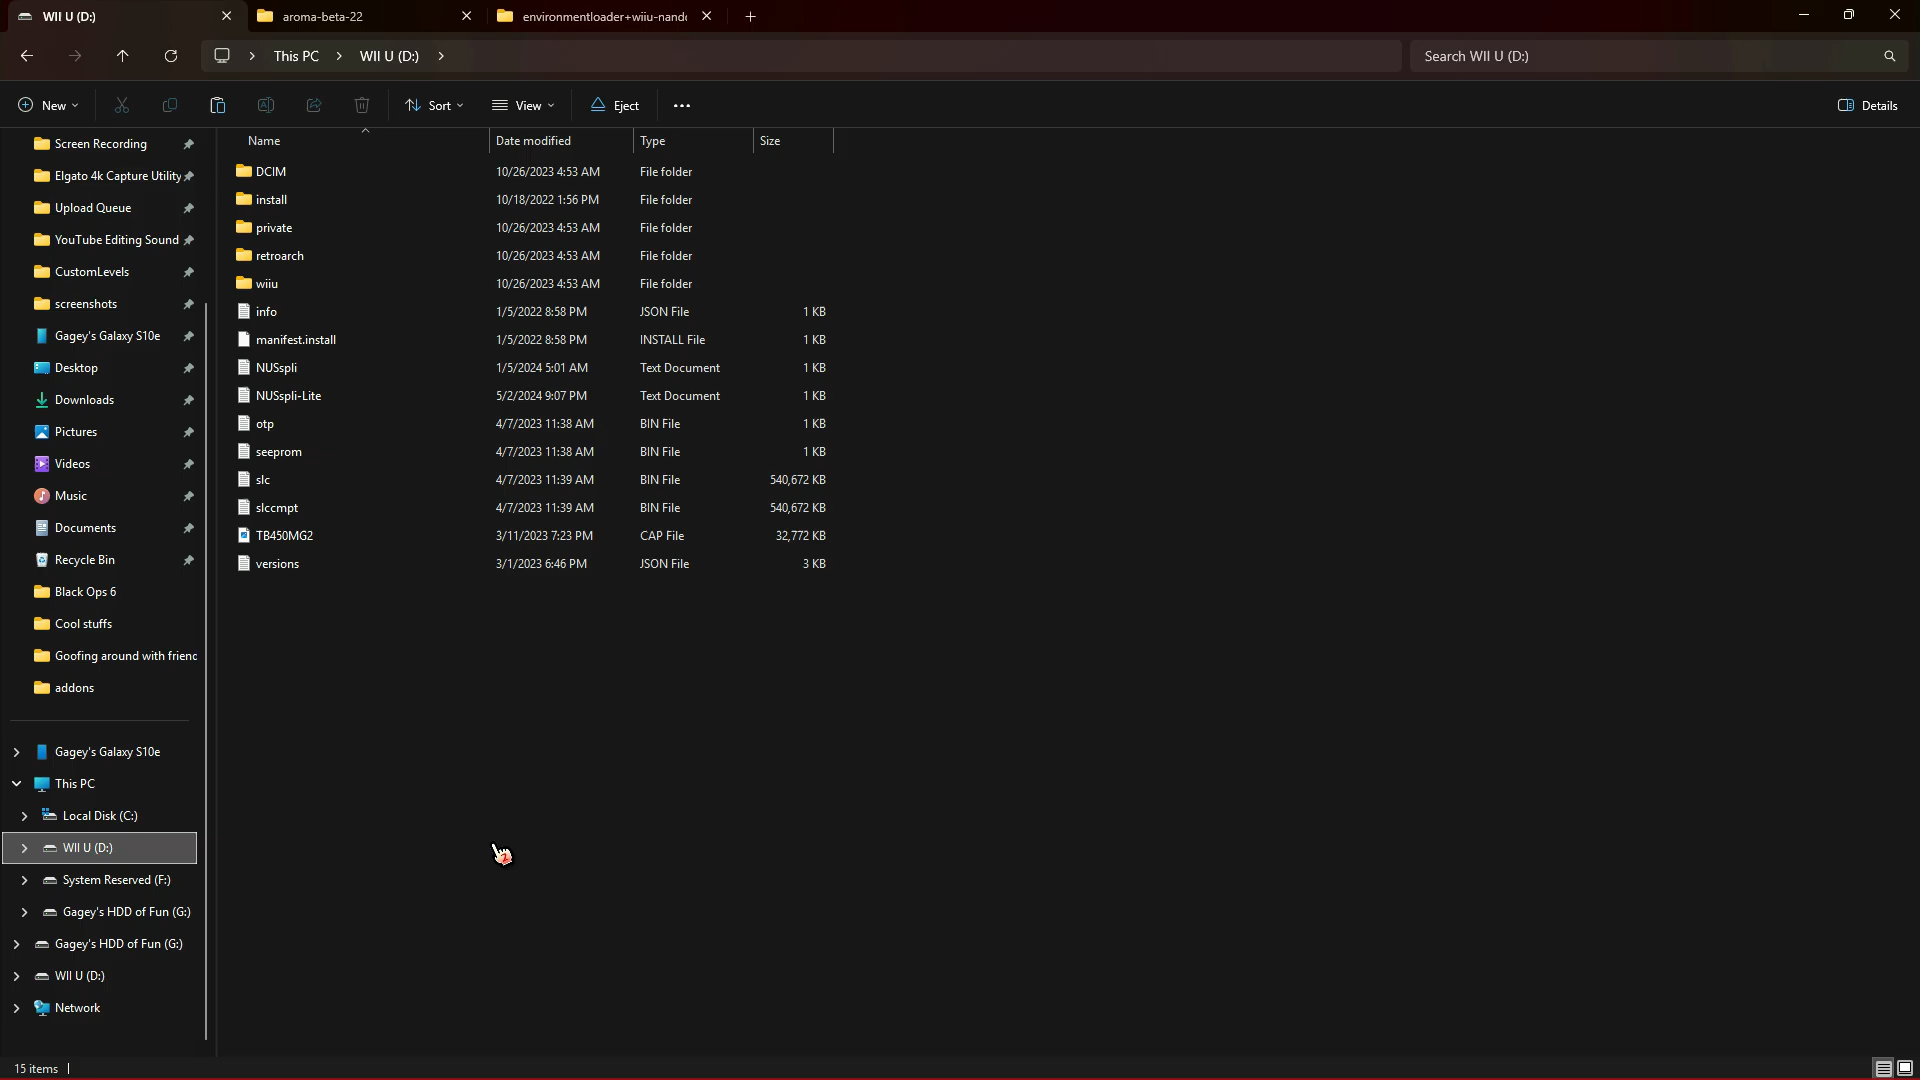 WII U (D:)
aroma-beta-22
environmentloader+wiiu-nand
This PC
WII U (D:)
Search WII U (D:)
New
Sort
View
Eject
Details
Name
Date modified
Type
Size
Screen Recording
Elgato 4k Capture Utility
Upload Queue
YouTube Editing Sound
CustomLevels
screenshots
Gagey's Galaxy S10e
Desktop
Downloads
Pictures
Videos
Music
Documents
Recycle Bin
Black Ops 6
Cool stuffs
Goofing around with frienc
addons
Gagey's Galaxy S10e
This PC
Local Disk (C:)
WII U (D:)
System Reserved (F:)
Gagey's HDD of Fun (G:)
Gagey's HDD of Fun (G:)
WII U (D:)
Network
DCIM 10/26/2023 4:53 AM File folder
install 10/18/2022 1:56 PM File folder
private 10/26/2023 4:53 AM File folder
retroarch 10/26/2023 4:53 AM File folder
wiiu 10/26/2023 4:53 AM File folder
info 1/5/2022 8:58 PM JSON File 1 KB
manifest.install 1/5/2022 8:58 PM INSTALL File 1 KB
NUSspli 1/5/2024 5:01 AM Text Document 1 KB
NUSspli-Lite 5/2/2024 9:07 PM Text Document 1 KB
otp 4/7/2023 11:38 AM BIN File 1 KB
seeprom 4/7/2023 11:38 AM BIN File 1 KB
slc 4/7/2023 11:39 AM BIN File 540,672 KB
slccmpt 4/7/2023 11:39 AM BIN File 540,672 KB
TB450MG2 3/11/2023 7:23 PM CAP File 32,772 KB
versions 3/1/2023 6:46 PM JSON File 3 KB
15 items